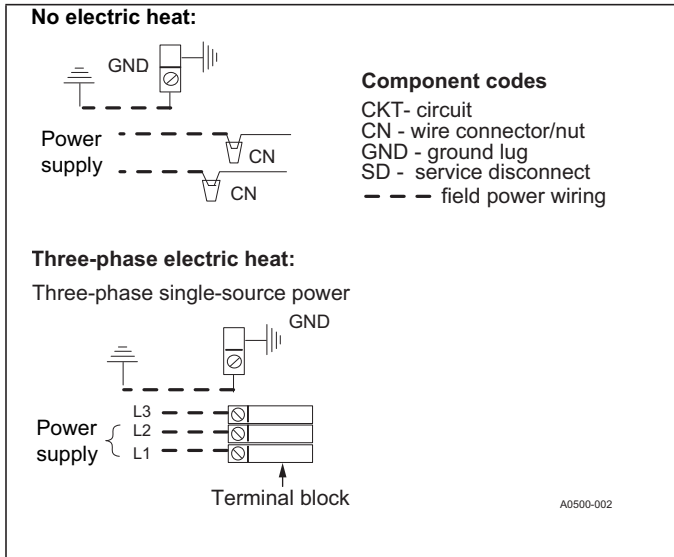 No electric heat:
GND
Power
supply
CN
CN
Component codes
CKT- circuit
CN - wire connector/nut
GND - ground lug
SD - service disconnect
field power wiring
Three-phase electric heat:
Three-phase single-source power
GND
L3
Power
supply
L2
L1
Terminal block
A0500-002